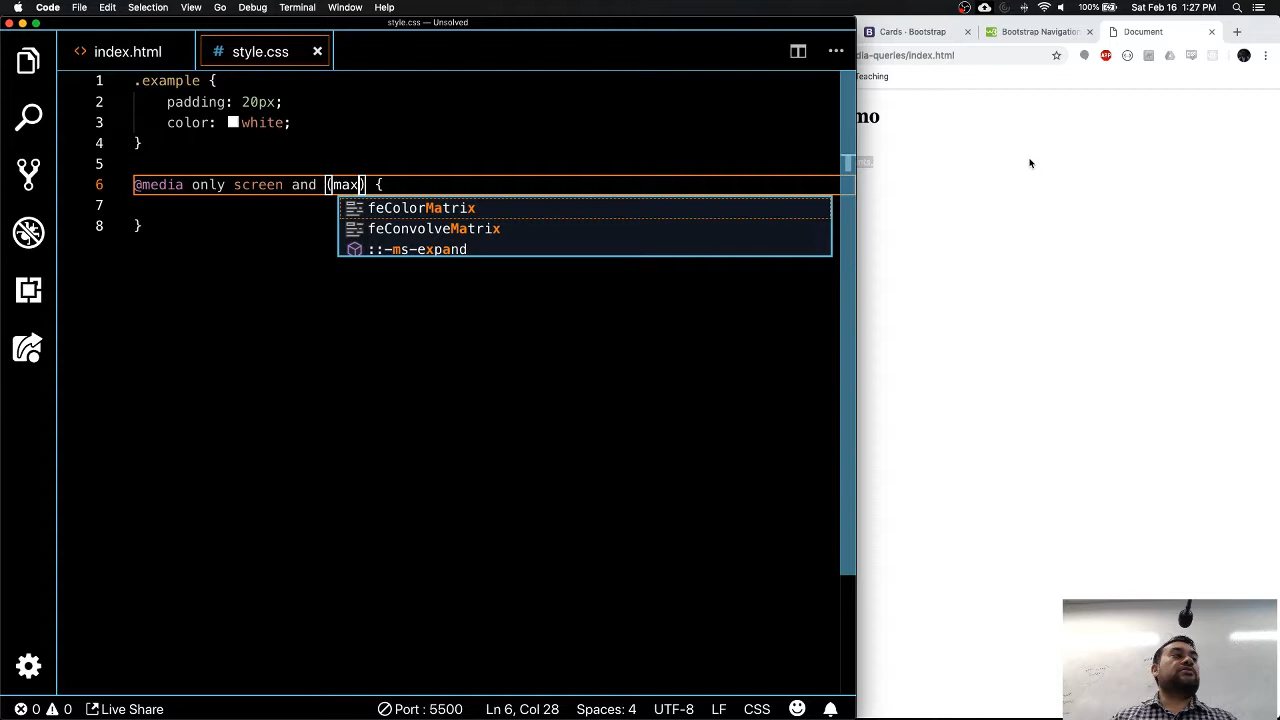 Code File Edit Selection View Go Debug Terminal Window Help 100% Sat Feb 16 1:27 PM
style.css — Unsolved
index.html
# style.css
Cards · Bootstrap
Bootstrap Navigation
Document
dia-queries/index.html
Teaching
1 .example {
2 padding: 20px;
3 color: white;
4 }
5
6 @media only screen and (max) {
7
8 }
feColorMatrix
feConvolveMatrix
::-ms-expand
mo
0 0 Live Share Port : 5500 Ln 6, Col 28 Spaces: 4 UTF-8 LF CSS